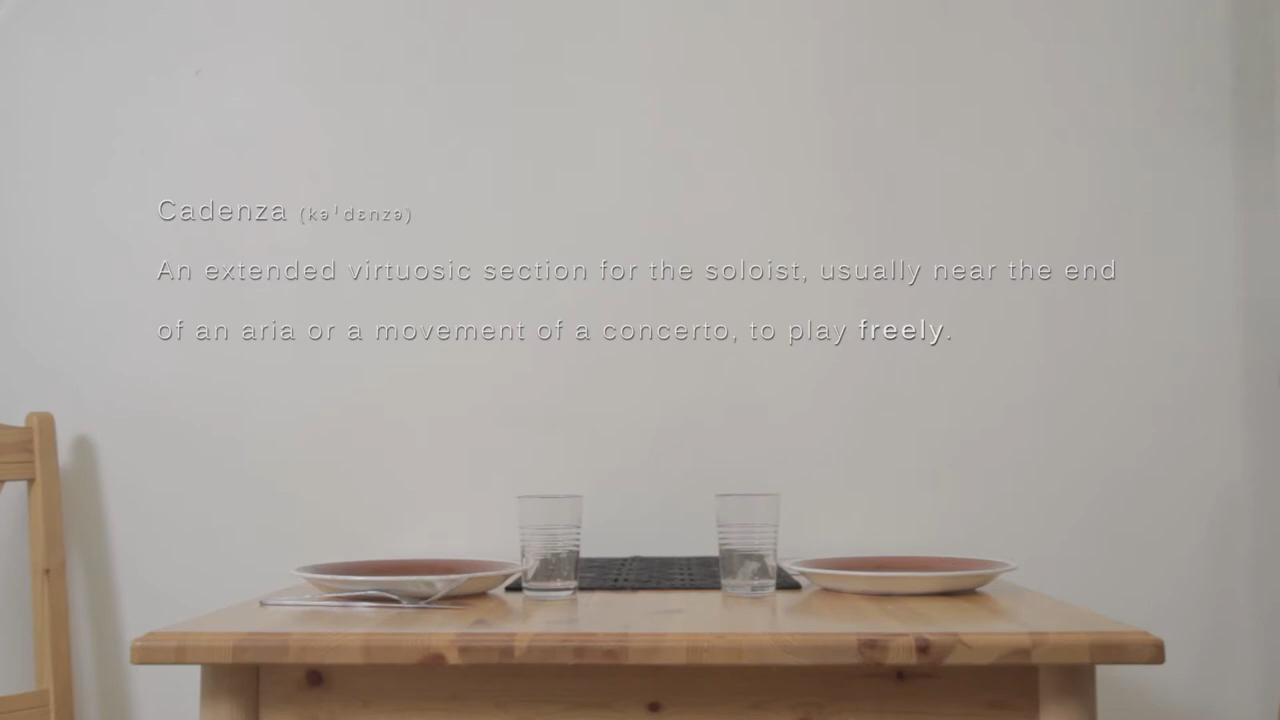 Cadenza (kəˈdɛnzə)
An extended virtuosic section for the soloist, usually near the end
of an aria or a movement of a concerto, to play freely.